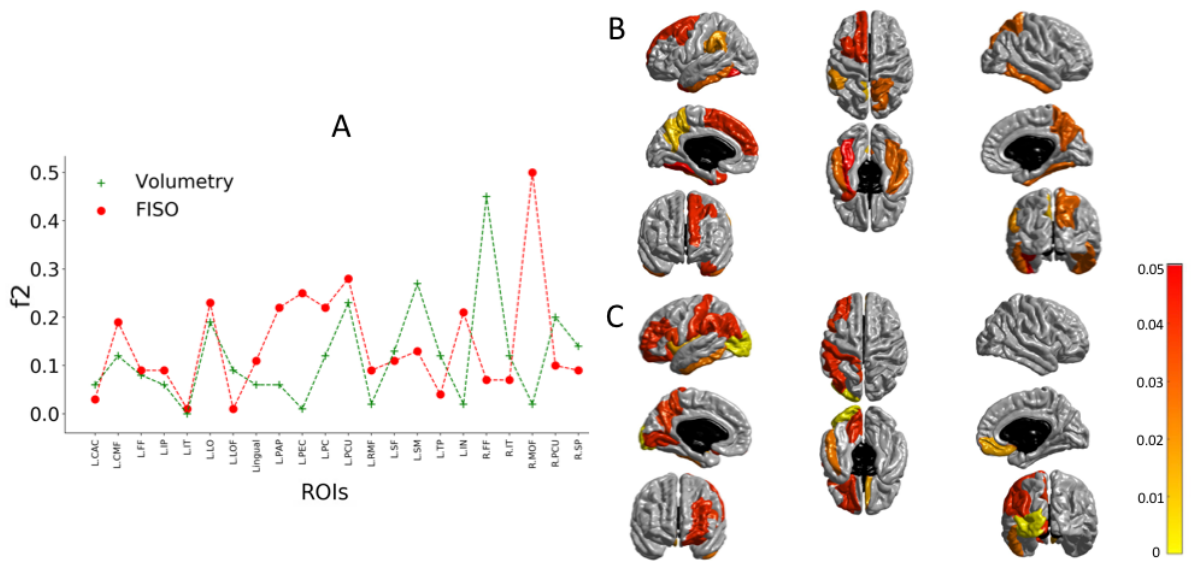 A
Volumetry
FISO
f2
0.5
0.4
0.3
0.2
0.1
0.0
L.CAC
L.CMF
L.FF
L.IP
L.IT
L.LO
L.LOF
Lingual
L.PAP
L.PEC
L.PC
L.PCU
L.RMF
L.SF
L.SM
L.TP
L.IN
R.FF
R.IT
R.MOF
R.PCU
R.SP
ROIs
B
C
0.05
0.04
0.03
0.02
0.01
0